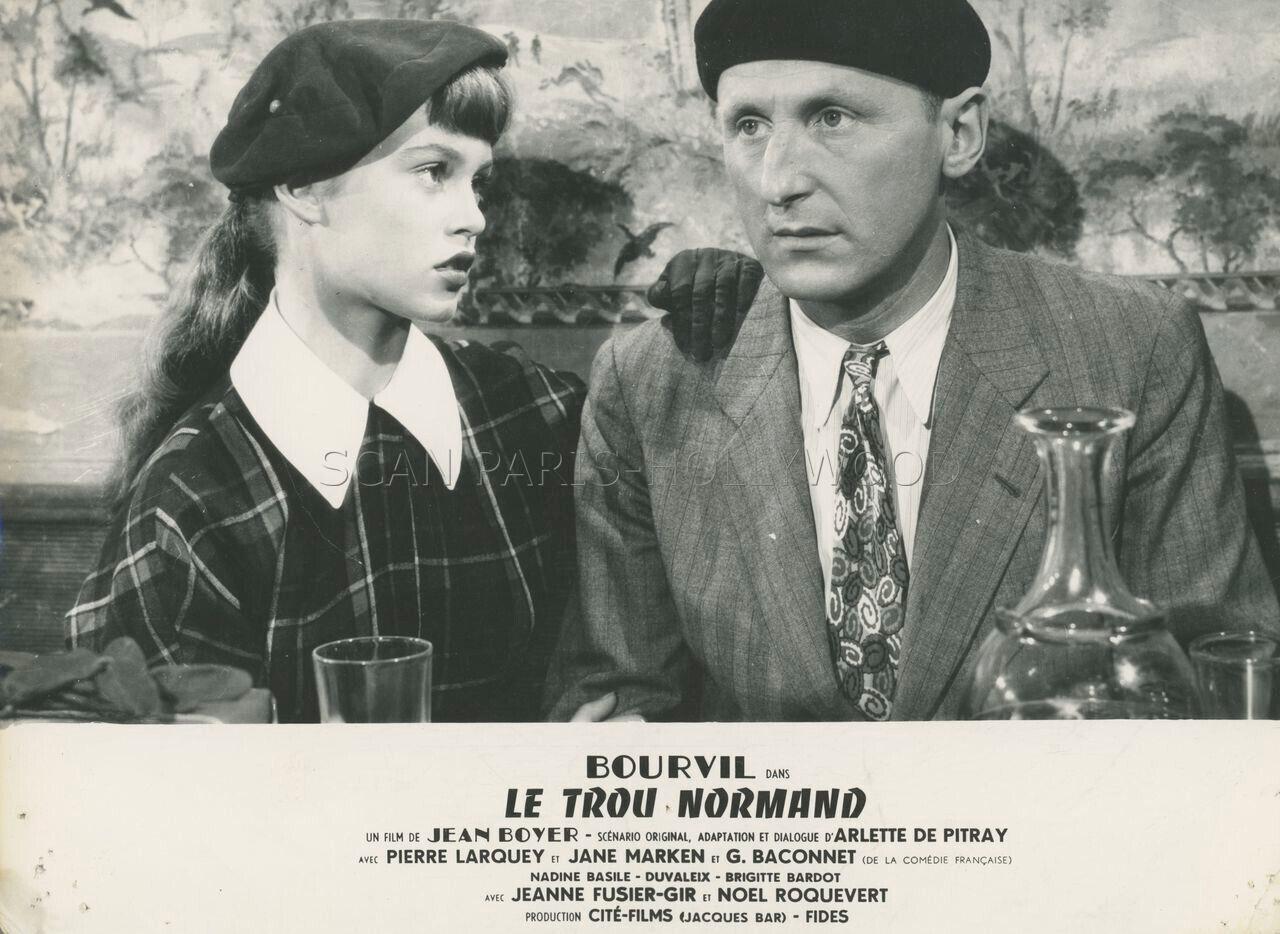 SCAN PARIS-HOLLYWOOD
BOURVIL DANS
LE TROU NORMAND
UN FILM DE JEAN BOYER - SCÉNARIO ORIGINAL, ADAPTATION ET DIALOGUE D'ARLETTE DE PITRAY
AVEC PIERRE LARQUEY ET JANE MARKEN ET G. BACONNET (DE LA COMÉDIE FRANÇAISE)
NADINE BASILE - DUVALEIX - BRIGITTE BARDOT
AVEC JEANNE FUSIER-GIR ET NOEL ROQUEVERT
PRODUCTION CITÉ-FILMS (JACQUES BAR) - FIDES